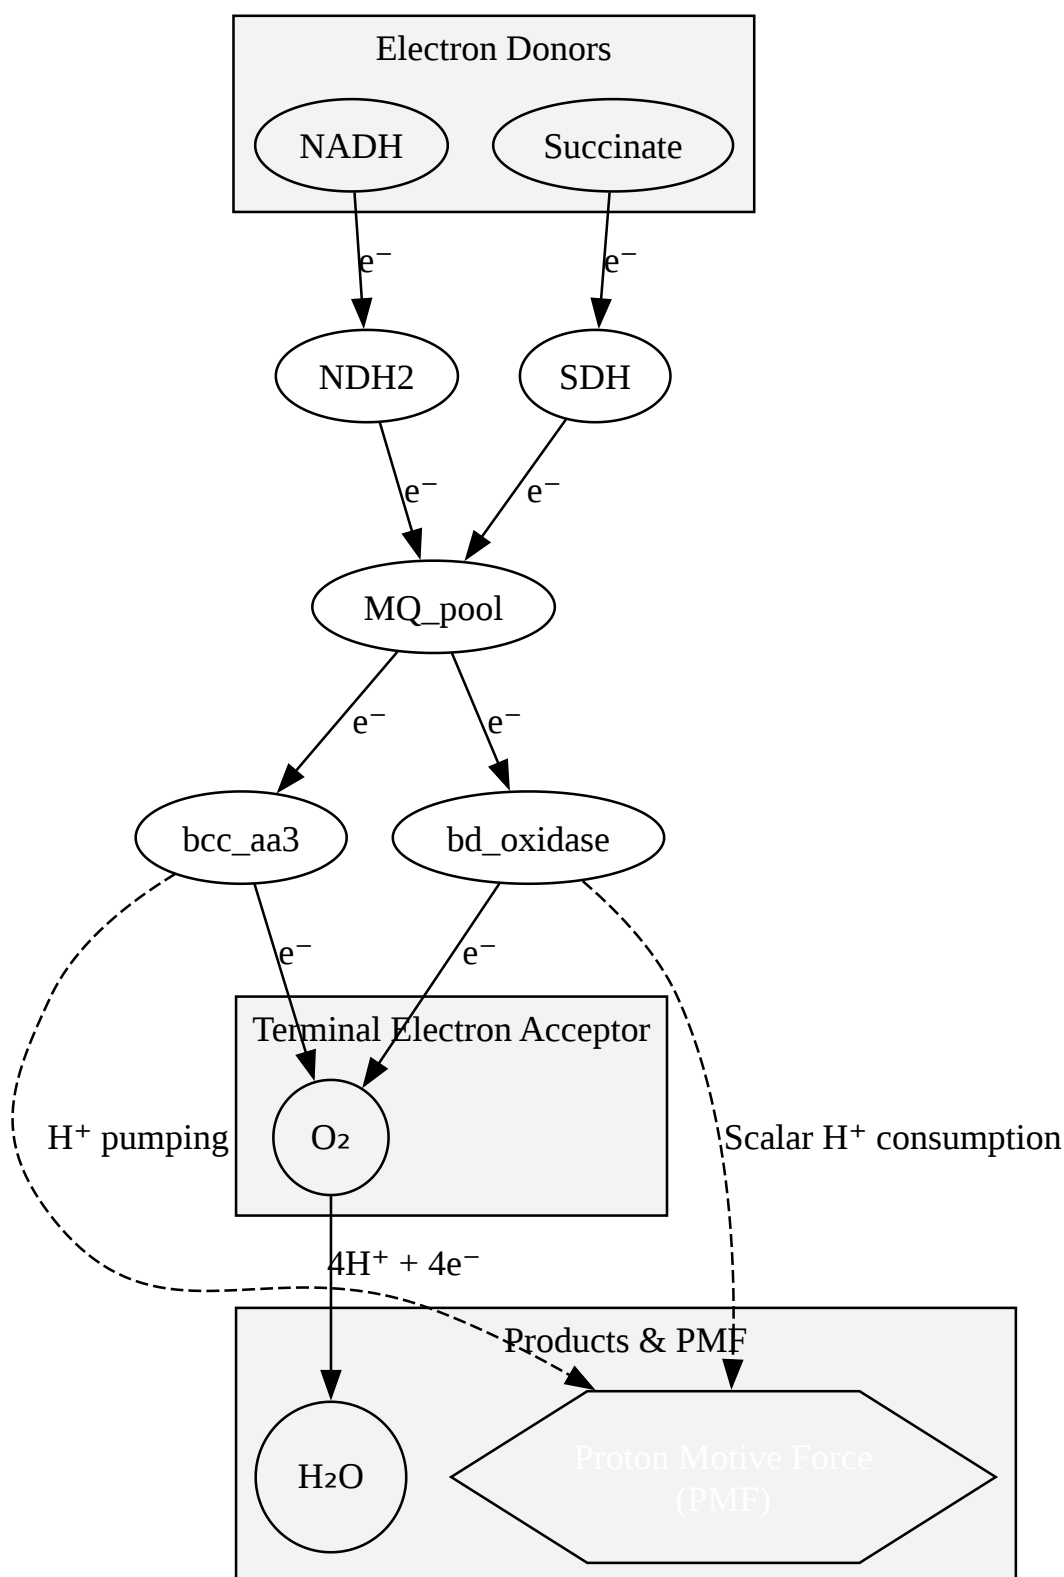 Electron Donors
NADH
Succinate
e⁻
e⁻
NDH2
SDH
e⁻
e⁻
MQ_pool
e⁻
e⁻
bcc_aa3
bd_oxidase
e⁻
e⁻
Terminal Electron Acceptor
O₂
H⁺ pumping
Scalar H⁺ consumption
4H⁺ + 4e⁻
Products & PMF
H₂O
Proton Motive Force
(PMF)